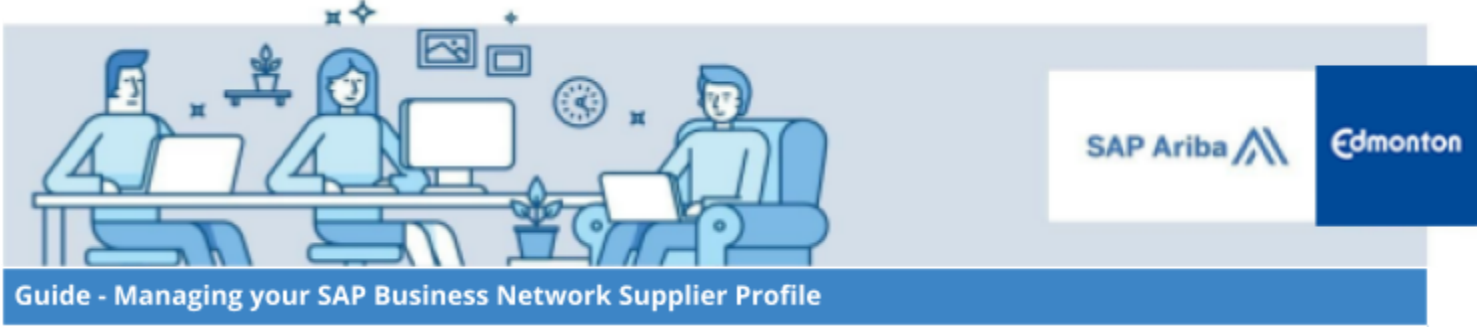 SAP Ariba
Edmonton
Guide - Managing your SAP Business Network Supplier Profile